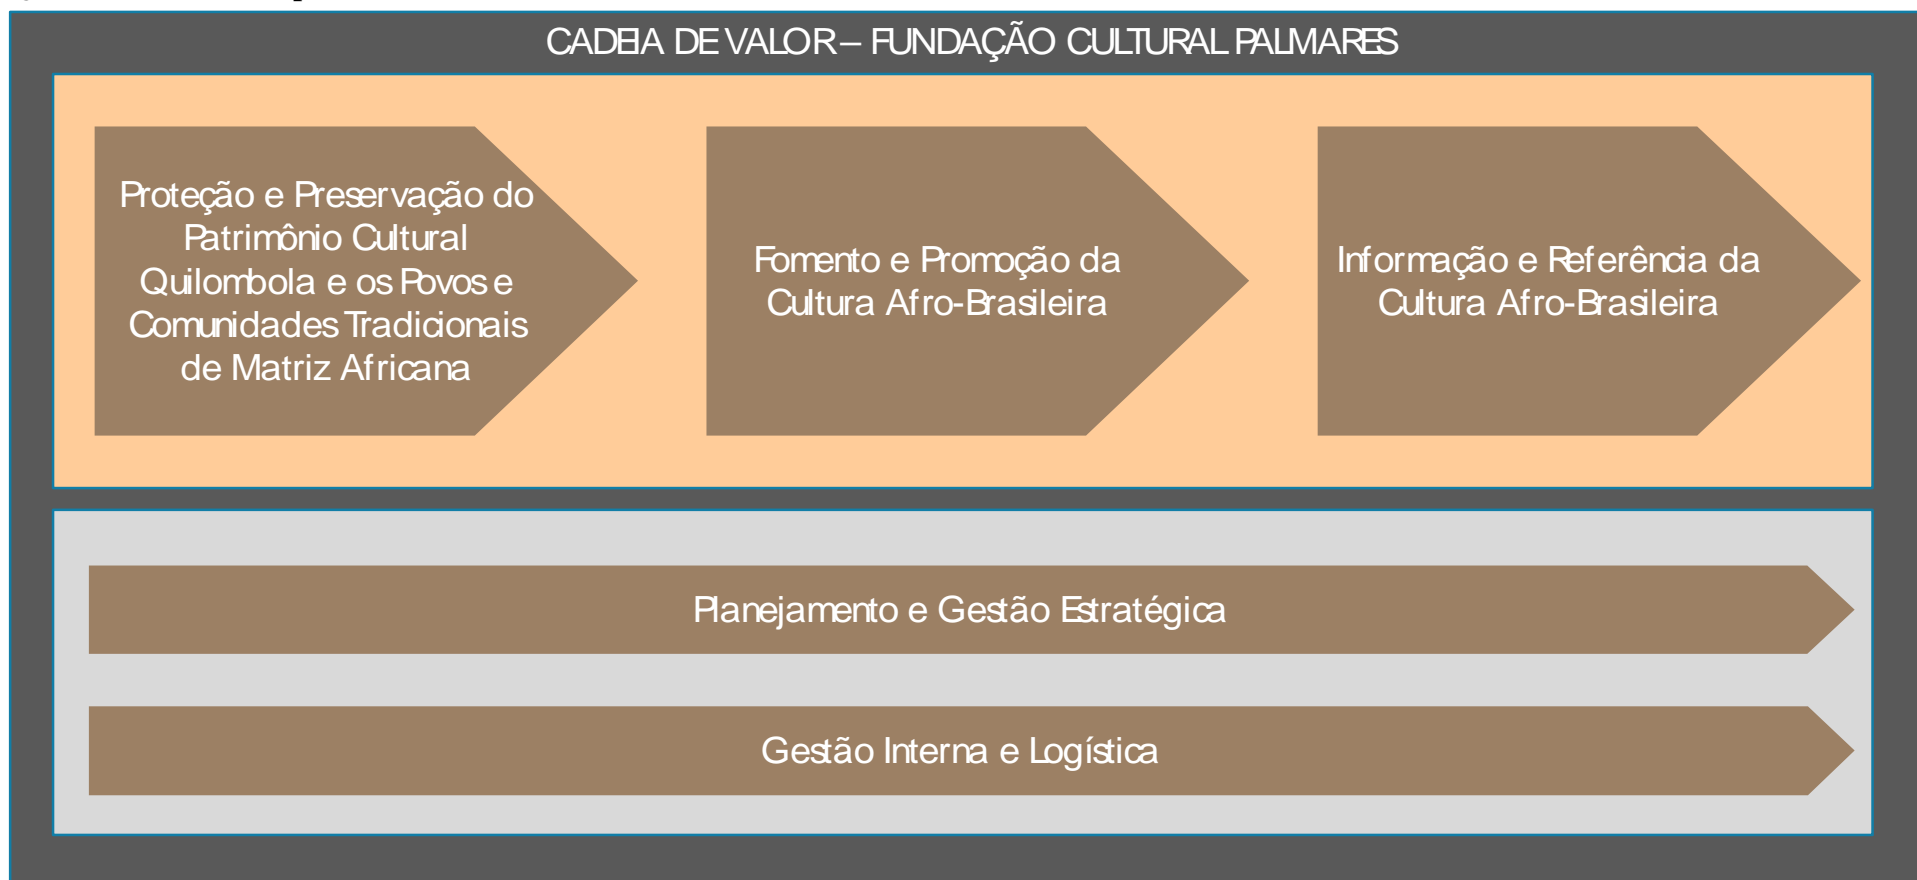 CADEIA DE VALOR – FUNDAÇÃO CULTURAL PALMARES
Proteção e Preservação do
Patrimônio Cultural
Quilombola e os Povos e
Comunidades Tradicionais
de Matriz Africana
Fomento e Promoção da
Cultura Afro-Brasileira
Informação e Referência da
Cultura Afro-Brasileira
Planejamento e Gestão Estratégica
Gestão Interna e Logística